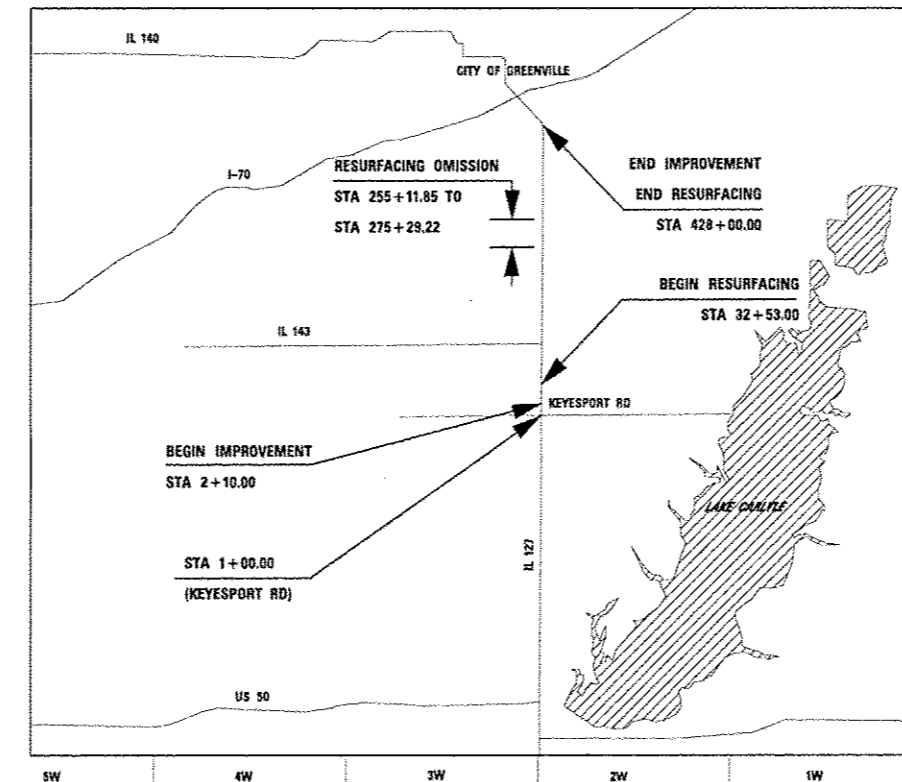 IL 140
CITY OF GREENVILLE
I-70
RESURFACING OMISSION
STA 255+11.85 TO
STA 275+29.22
END IMPROVEMENT
END RESURFACING
STA 428+00.00
BEGIN RESURFACING
STA 32+53.00
IL 143
KEYESPORT RD
BEGIN IMPROVEMENT
STA 2+10.00
LAKE CARLYLE
STA 1+00.00
(KEYESPORT RD)
IL 127
US 50
5W 4W 3W 2W 1W